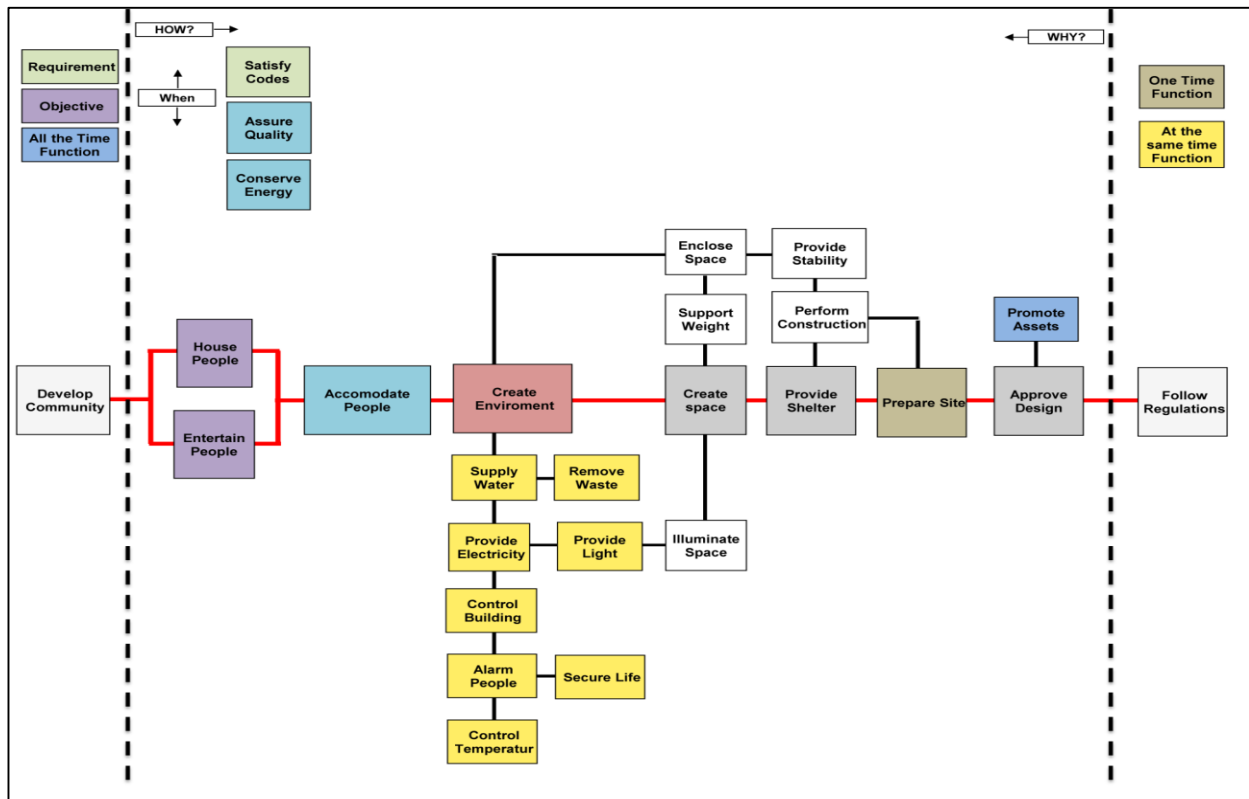 HOW?
WHY?
Requirement
Objective
All the Time
Function
When
Satisfy
Codes
Assure
Quality
Conserve
Energy
One Time
Function
At the
same time
Function
Enclose
Space
Provide
Stability
Support
Weight
Perform
Construction
Promote
Assets
House
People
Develop
Community
Entertain
People
Accomodate
People
Create
Enviroment
Create
space
Provide
Shelter
Prepare Site
Approve
Design
Follow
Regulations
Supply
Water
Remove
Waste
Provide
Electricity
Provide
Light
Illuminate
Space
Control
Building
Alarm
People
Secure Life
Control
Temperatur